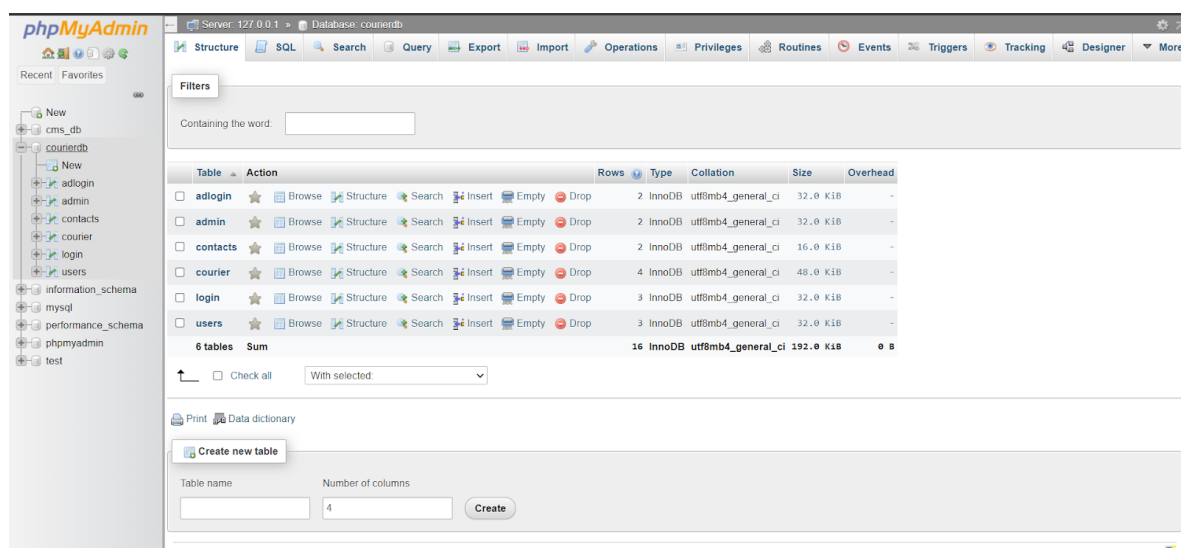 phpMyAdmin
Recent Favorites
New
cms_db
courierdb
New
adlogin
admin
contacts
courier
login
users
information_schema
mysql
performance_schema
phpmyadmin
test
Server: 127.0.0.1 » Database: courierdb
Structure SQL Search Query Export Import Operations Privileges Routines Events Triggers Tracking Designer More
Filters
Containing the word:
Table Action Rows Type Collation Size Overhead
adlogin Browse Structure Search Insert Empty Drop 2 InnoDB utf8mb4_general_ci 32.0 KiB -
admin Browse Structure Search Insert Empty Drop 2 InnoDB utf8mb4_general_ci 32.0 KiB -
contacts Browse Structure Search Insert Empty Drop 2 InnoDB utf8mb4_general_ci 16.0 KiB -
courier Browse Structure Search Insert Empty Drop 4 InnoDB utf8mb4_general_ci 48.0 KiB -
login Browse Structure Search Insert Empty Drop 3 InnoDB utf8mb4_general_ci 32.0 KiB -
users Browse Structure Search Insert Empty Drop 3 InnoDB utf8mb4_general_ci 32.0 KiB -
6 tables Sum 16 InnoDB utf8mb4_general_ci 192.0 KiB 0 B
Check all With selected:
Print Data dictionary
Create new table
Table name Number of columns
4 Create